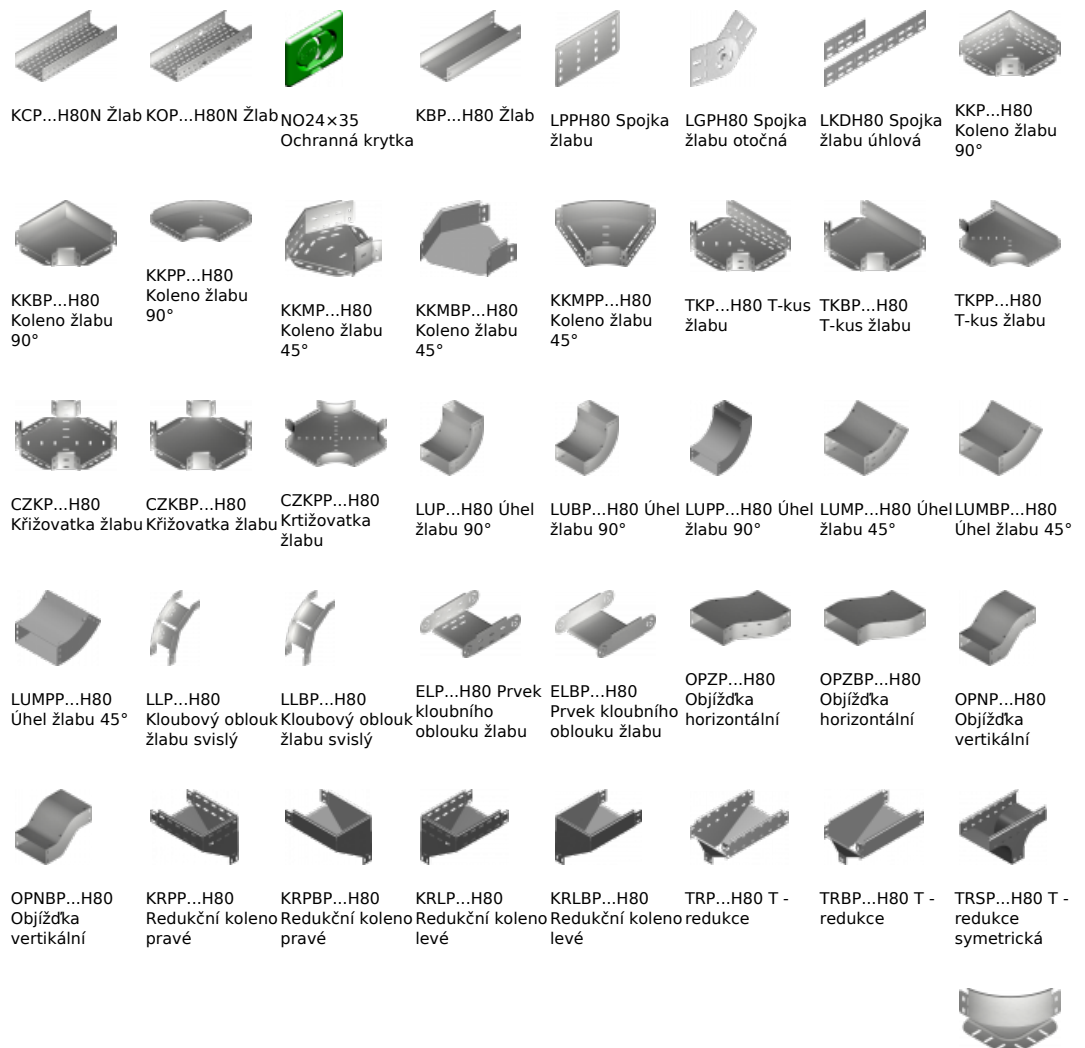 KCP...H80N Žlab
KOP...H80N Žlab
NO24×35
Ochranná krytka
KBP...H80 Žlab
LPPH80 Spojka
žlabu
LGPH80 Spojka
žlabu otočná
LKDH80 Spojka
žlabu úhlová
KKP...H80
Koleno žlabu
90°
KKBP...H80
Koleno žlabu
90°
KKPP...H80
Koleno žlabu
90°
KKMP...H80
Koleno žlabu
45°
KKMBP...H80
Koleno žlabu
45°
KKMPP...H80
Koleno žlabu
45°
TKP...H80 T-kus
žlabu
TKBP...H80
T-kus žlabu
TKPP...H80
T-kus žlabu
CZKP...H80
Křižovatka žlabu
CZKBP...H80
Křižovatka žlabu
CZKPP...H80
Krtižovatka
žlabu
LUP...H80 Úhel
žlabu 90°
LUBP...H80 Úhel
žlabu 90°
LUPP...H80 Úhel
žlabu 90°
LUMP...H80 Úhel
žlabu 45°
LUMBP...H80
Úhel žlabu 45°
LUMPP...H80
Úhel žlabu 45°
LLP...H80
Kloubový oblouk
žlabu svislý
LLBP...H80
Kloubový oblouk
žlabu svislý
ELP...H80 Prvek
kloubního
oblouku žlabu
ELBP...H80
Prvek kloubního
oblouku žlabu
OPZP...H80
Objížďka
horizontální
OPZBP...H80
Objížďka
horizontální
OPNP...H80
Objížďka
vertikální
OPNBP...H80
Objížďka
vertikální
KRPP...H80
Redukční koleno
pravé
KRPBP...H80
Redukční koleno
pravé
KRLP...H80
Redukční koleno
levé
KRLBP...H80
Redukční koleno
levé
TRP...H80 T -
redukce
TRBP...H80 T -
redukce
TRSP...H80 T -
redukce
symetrická